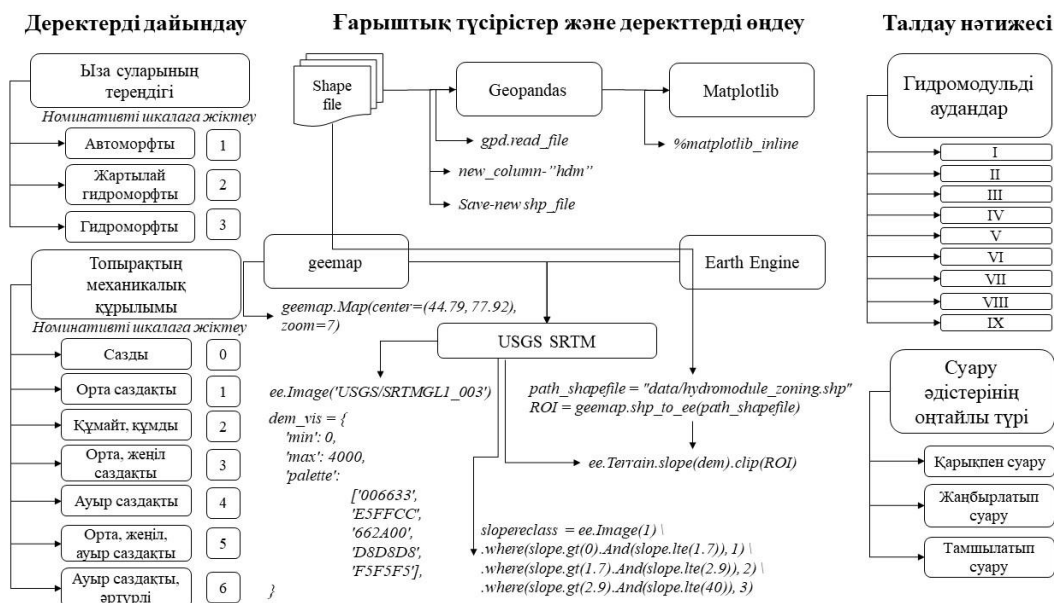 Деректерді дайындау
Ыза суларының
тереңдігі
Номинативті шкалаға жіктеу
Автоморфты
1
Жартылай
гидроморфты
2
Гидроморфты
3
Топырақтың
механикалық
құрылымы
Номинативті шкалаға жіктеу
Сазды
0
Орта саздақты
1
Құмайт, құмды
2
Орта, жеңіл
саздақты
3
Ауыр саздақты
4
Орта, жеңіл,
ауыр саздақты
5
Ауыр саздақты,
әртүрлі
6
Ғарыштық түсірістер және деректтерді өңдеу
Shape
file
Geopandas
Matplotlib
gpd.read_file
new_column-"hdm"
Save-new shp_file
%matplotlib_inline
geemap
Earth Engine
geemap.Map(center=(44.79, 77.92),
zoom=7)
USGS SRTM
ee.Image('USGS/SRTMGL1_003')
dem_vis = {
'min': 0,
'max': 4000,
'palette':
['006633',
'E5FFCC',
'662A00',
'D8D8D8',
'F5F5F5'],
}
path_shapefile = "data/hydromodule_zoning.shp"
ROI = geemap.shp_to_ee(path_shapefile)
ee.Terrain.slope(dem).clip(ROI)
slopereclass = ee.Image(1) \
.where(slope.gt(0).And(slope.lte(1.7)), 1) \
.where(slope.gt(1.7).And(slope.lte(2.9)), 2) \
.where(slope.gt(2.9).And(slope.lte(40)), 3)
Талдау нәтижесі
Гидромодульді
аудандар
I
II
III
IV
V
VI
VII
VIII
IX
Суару
әдістерінің
оңтайлы түрі
Қарықпен суару
Жаңбырлатып
суару
Тамшылатып
суару